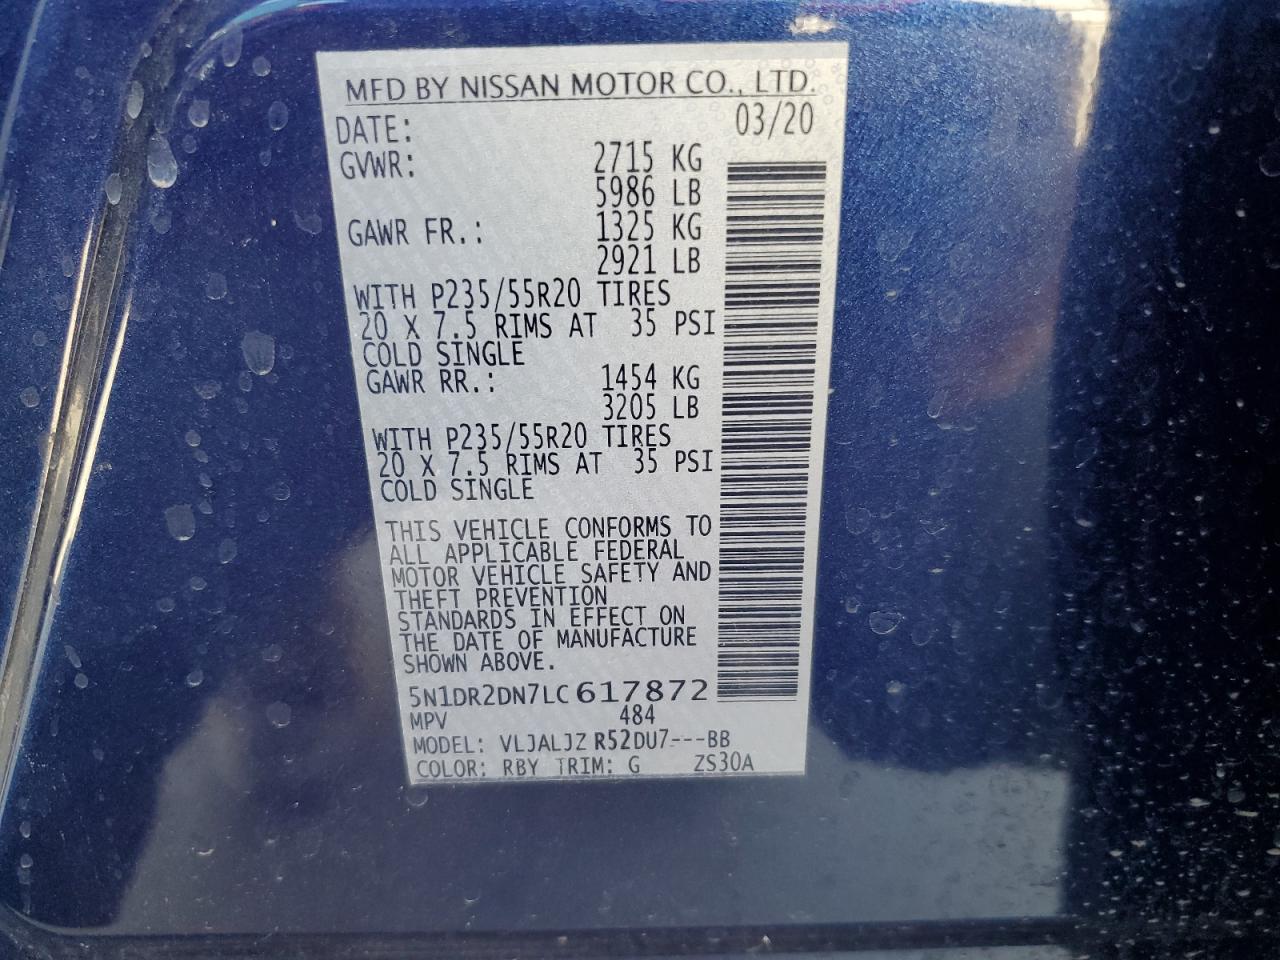 MFD BY NISSAN MOTOR CO., LTD.
DATE: 03/20
GVWR: 2715 KG
5986 LB
GAWR FR.: 1325 KG
2921 LB
WITH P235/55R20 TIRES
20 X 7.5 RIMS AT 35 PSI
COLD SINGLE
GAWR RR.: 1454 KG
3205 LB
WITH P235/55R20 TIRES
20 X 7.5 RIMS AT 35 PSI
COLD SINGLE
THIS VEHICLE CONFORMS TO
ALL APPLICABLE FEDERAL
MOTOR VEHICLE SAFETY AND
THEFT PREVENTION
STANDARDS IN EFFECT ON
THE DATE OF MANUFACTURE
SHOWN ABOVE.
5N1DR2DN7LC617872
MPV 484
MODEL: VLJALJZ R52DU7---BB
COLOR: RBY TRIM: G ZS30A